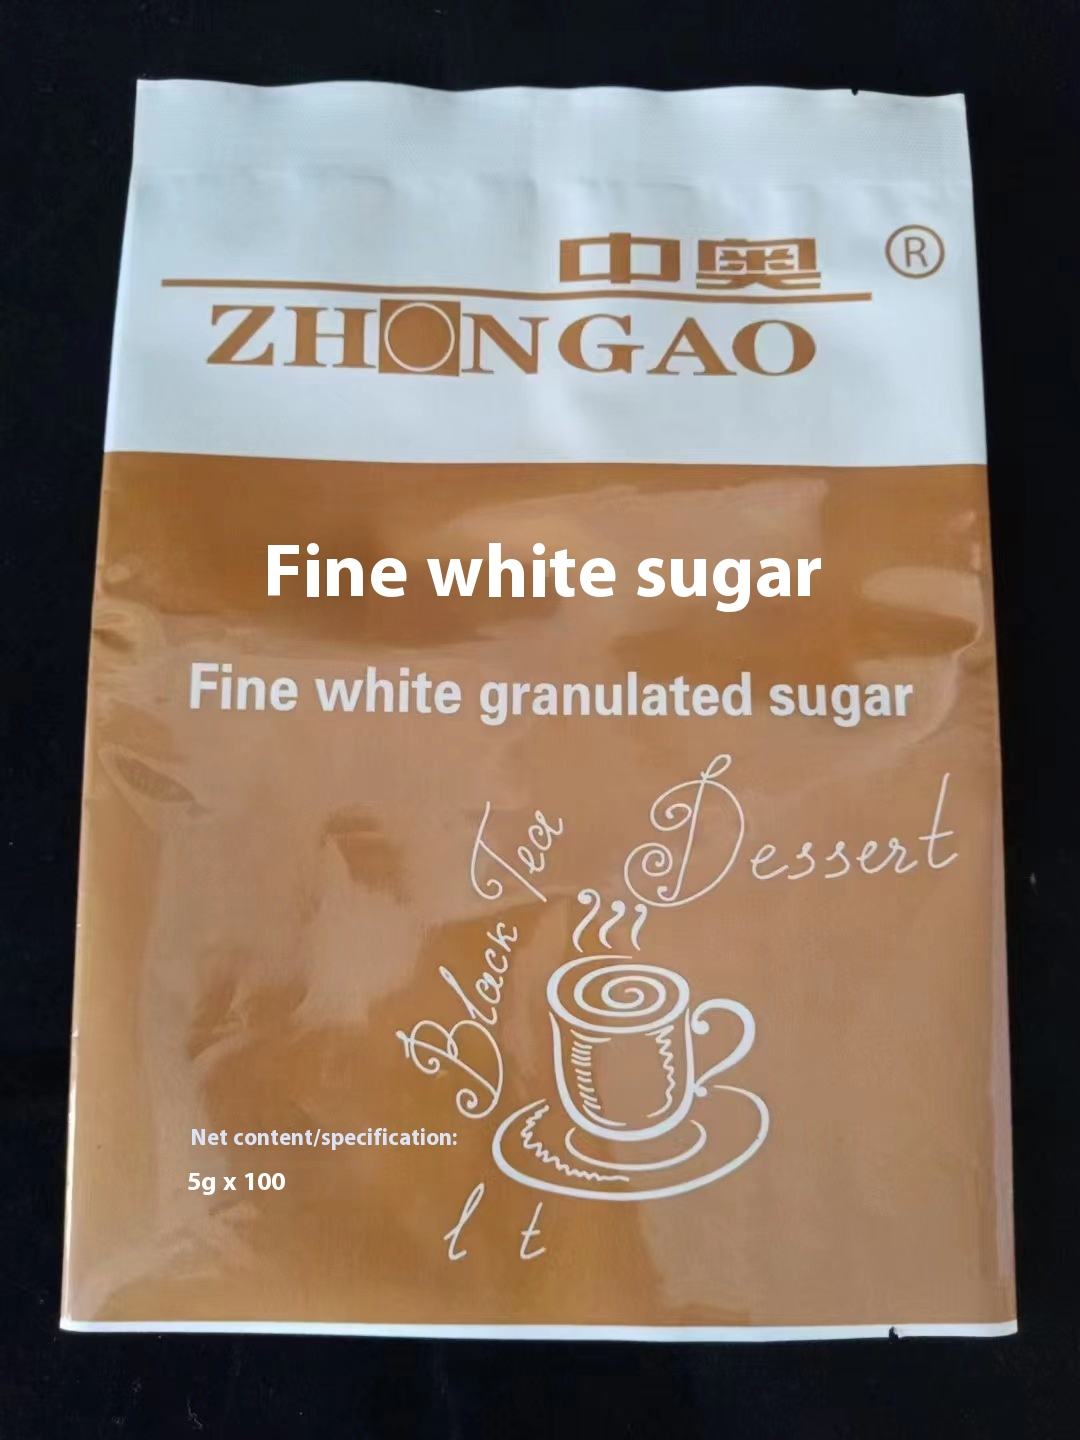 中奥 ®
ZHONGAO
Fine white sugar
Fine white granulated sugar
Dessert
Black Tea
Net content/specification:
5g x 100
l t